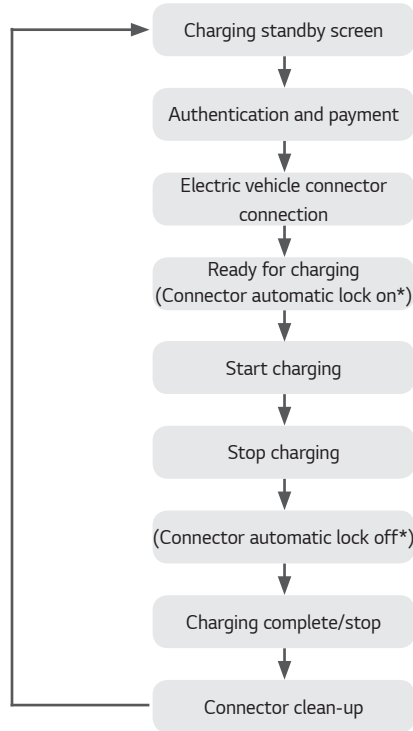 Charging standby screen
Authentication and payment
Electric vehicle connector
connection
Ready for charging
(Connector automatic lock on*)
Start charging
Stop charging
(Connector automatic lock off*)
Charging complete/stop
Connector clean-up